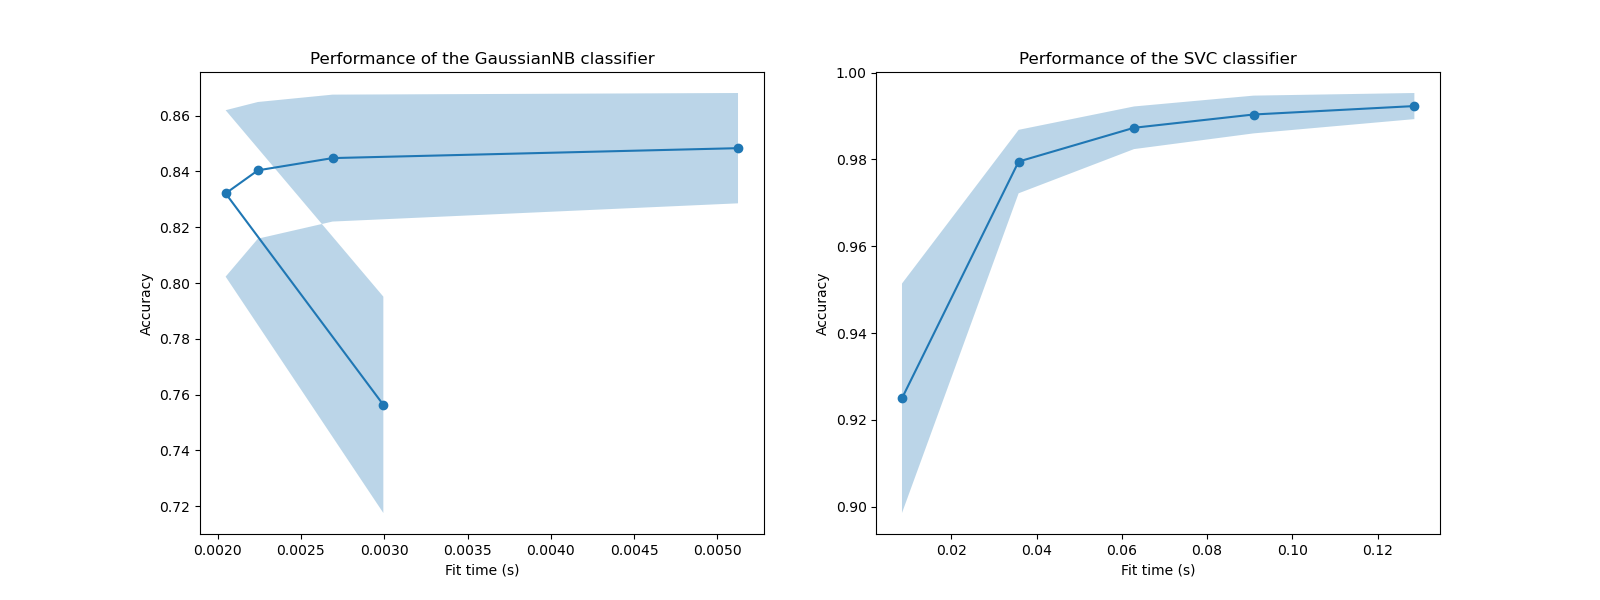 Performance of the GaussianNB classifier
0.86
0.84
0.82
0.80
0.78
0.76
0.74
0.72
Accuracy
0.0020 0.0025 0.0030 0.0035 0.0040 0.0045 0.0050
Fit time (s)
Performance of the SVC classifier
1.00
0.98
0.96
0.94
0.92
0.90
Accuracy
0.02 0.04 0.06 0.08 0.10 0.12
Fit time (s)